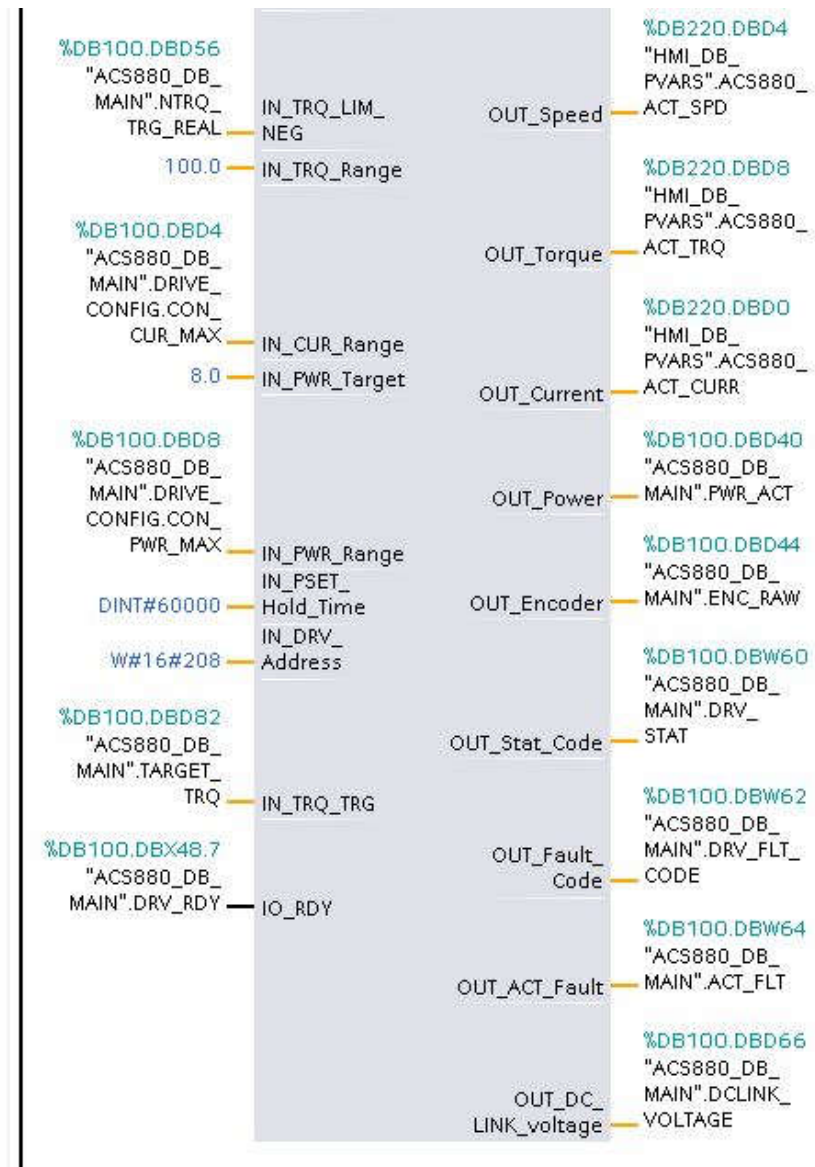 %DB100.DBD56
"ACS880_DB_
MAIN".NTRQ_
TRG_REAL
IN_TRQ_LIM_
NEG
100.0
IN_TRQ_Range
%DB100.DBD4
"ACS880_DB_
MAIN".DRIVE_
CONFIG.CON_
CUR_MAX
IN_CUR_Range
8.0
IN_PWR_Target
%DB100.DBD8
"ACS880_DB_
MAIN".DRIVE_
CONFIG.CON_
PWR_MAX
IN_PWR_Range
DINT#60000
IN_PSET_
Hold_Time
W#16#208
IN_DRV_
Address
%DB100.DBD82
"ACS880_DB_
MAIN".TARGET_
TRQ
IN_TRQ_TRG
%DB100.DBX48.7
"ACS880_DB_
MAIN".DRV_RDY
IO_RDY
OUT_Speed
%DB220.DBD4
"HMI_DB_
PVARS".ACS880_
ACT_SPD
OUT_Torque
%DB220.DBD8
"HMI_DB_
PVARS".ACS880_
ACT_TRQ
OUT_Current
%DB220.DBD0
"HMI_DB_
PVARS".ACS880_
ACT_CURR
OUT_Power
%DB100.DBD40
"ACS880_DB_
MAIN".PWR_ACT
OUT_Encoder
%DB100.DBD44
"ACS880_DB_
MAIN".ENC_RAW
OUT_Stat_Code
%DB100.DBW60
"ACS880_DB_
MAIN".DRV_
STAT
OUT_Fault_
Code
%DB100.DBW62
"ACS880_DB_
MAIN".DRV_FLT_
CODE
OUT_ACT_Fault
%DB100.DBW64
"ACS880_DB_
MAIN".ACT_FLT
OUT_DC_
LINK_voltage
%DB100.DBD66
"ACS880_DB_
MAIN".DCLINK_
VOLTAGE